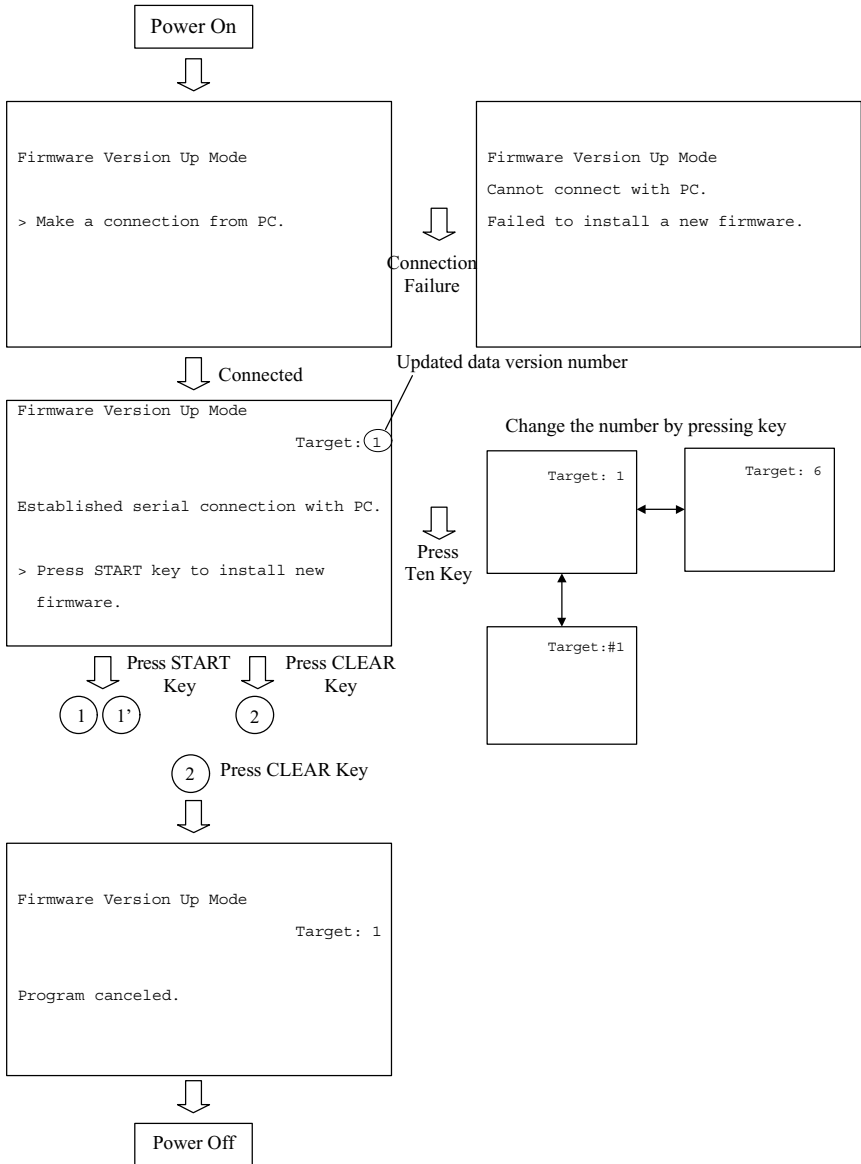 Power On
Firmware Version Up Mode
> Make a connection from PC.
Connection
Failure
Firmware Version Up Mode
Cannot connect with PC.
Failed to install a new firmware.
Connected
Updated data version number
Firmware Version Up Mode
Target: 1
Established serial connection with PC.
> Press START key to install new
firmware.
Press
Ten Key
Change the number by pressing key
Target: 1
Target: 6
Target:#1
Press START
Key
Press CLEAR
Key
1
1’
2
2
Press CLEAR Key
Firmware Version Up Mode
Target: 1
Program canceled.
Power Off